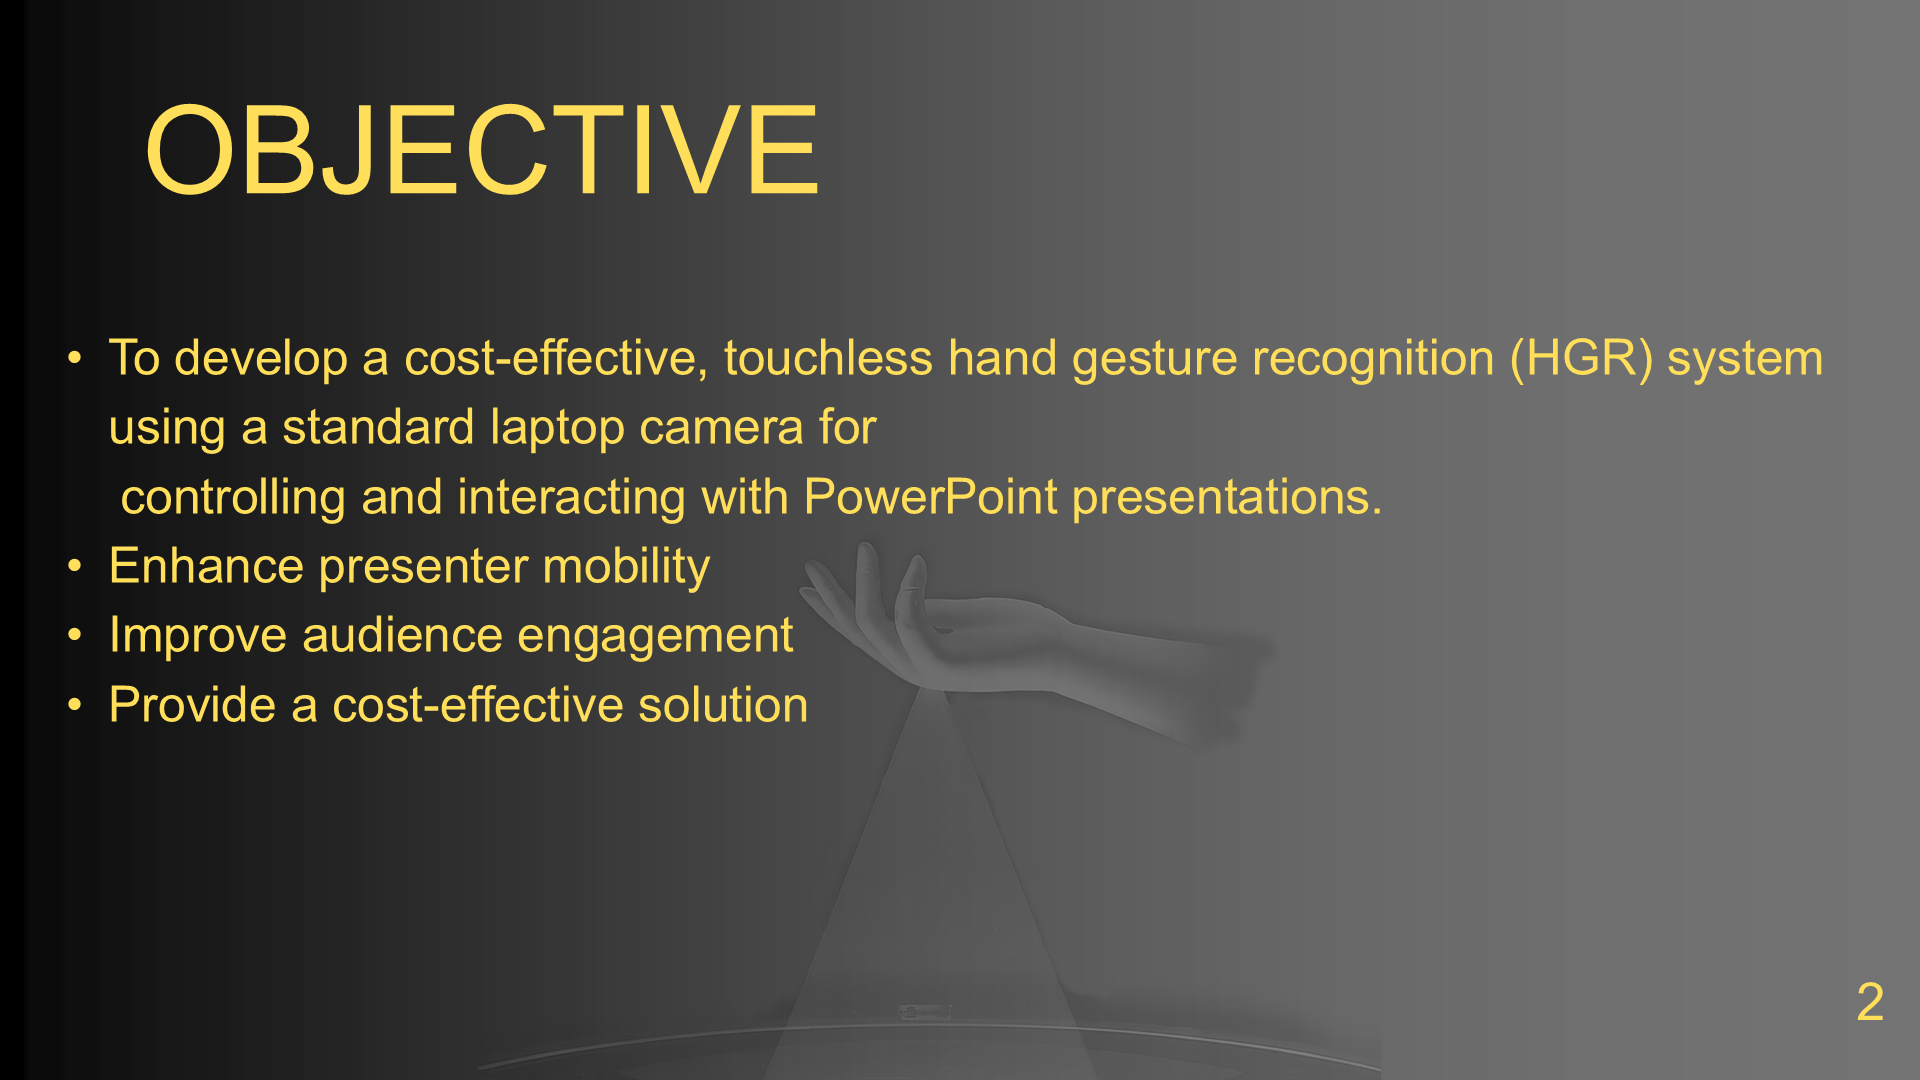 OBJECTIVE
• To develop a cost-effective, touchless hand gesture recognition (HGR) system
using a standard laptop camera for
controlling and interacting with PowerPoint presentations.
• Enhance presenter mobility
• Improve audience engagement
• Provide a cost-effective solution
2